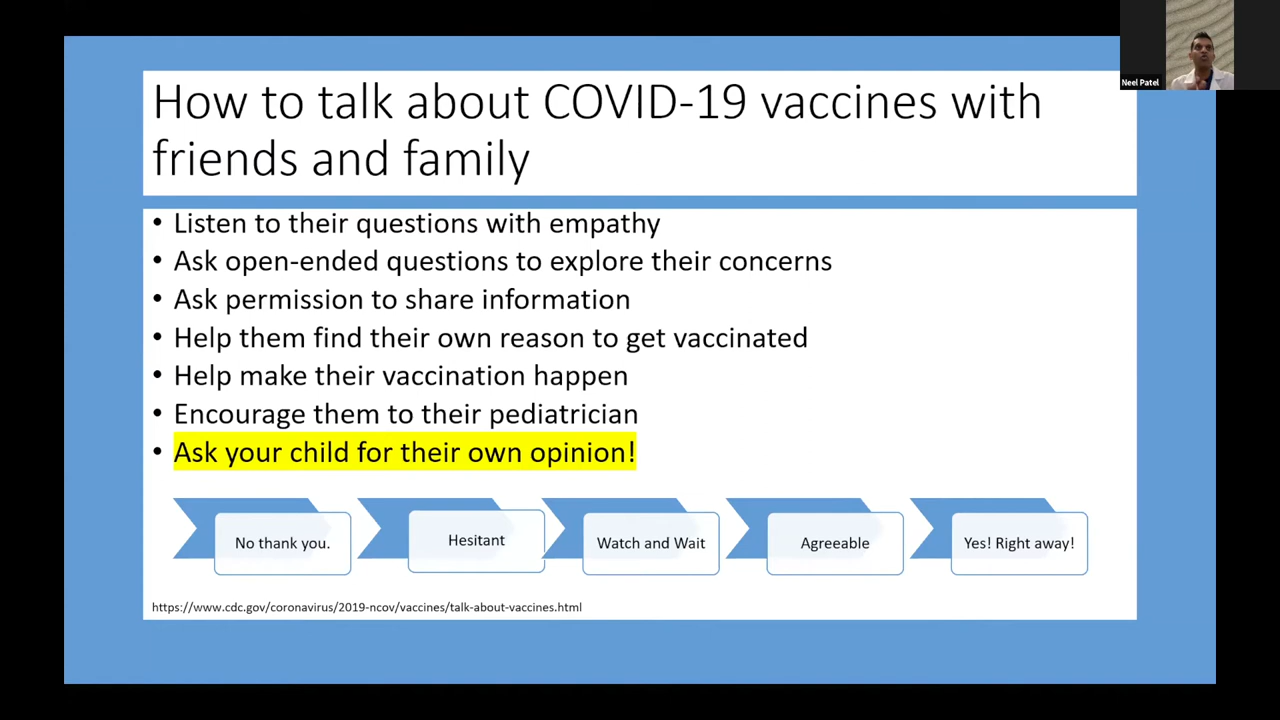 Neel Patel
How to talk about COVID-19 vaccines with
friends and family
• Listen to their questions with empathy
• Ask open-ended questions to explore their concerns
• Ask permission to share information
• Help them find their own reason to get vaccinated
• Help make their vaccination happen
• Encourage them to their pediatrician
• Ask your child for their own opinion!
No thank you.
Hesitant
Watch and Wait
Agreeable
Yes! Right away!
https://www.cdc.gov/coronavirus/2019-ncov/vaccines/talk-about-vaccines.html